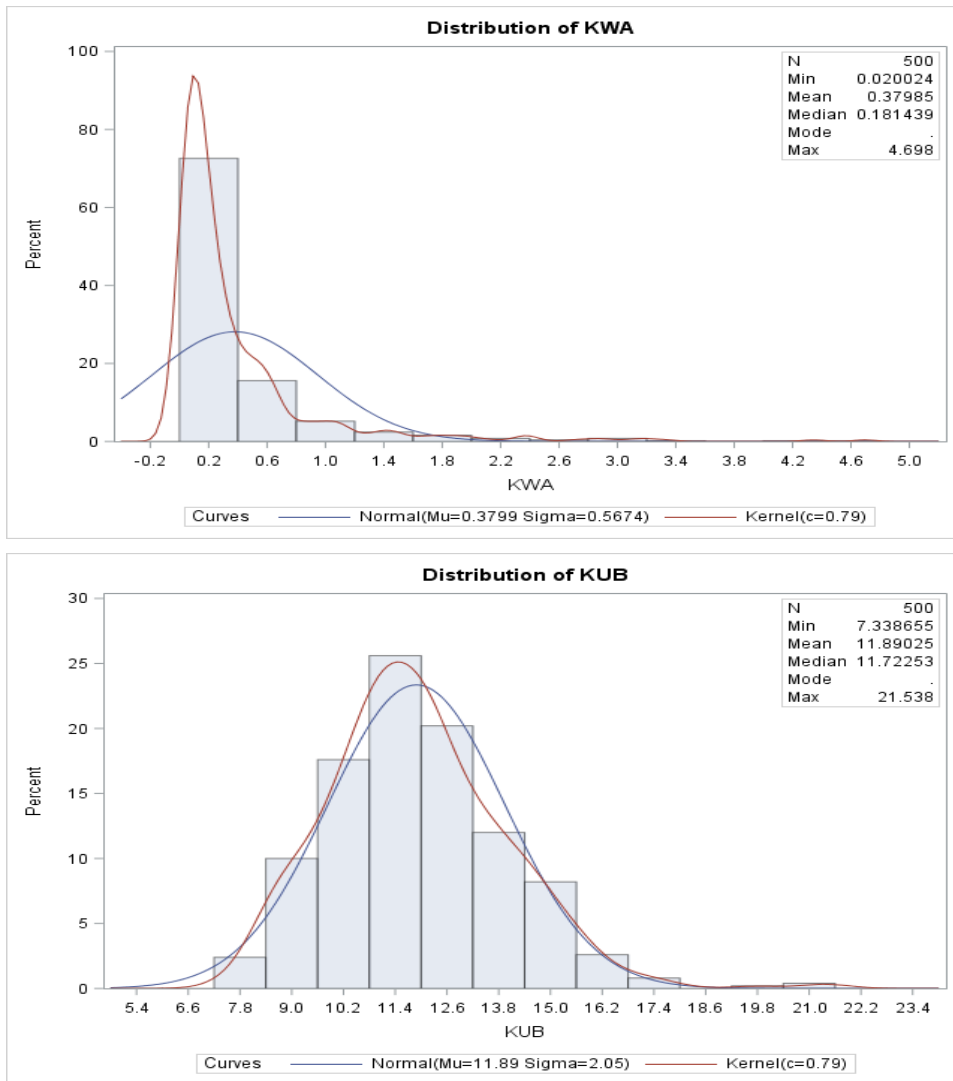 Distribution of KWA
100
80
60
40
20
0
Percent
N 500
Min 0.020024
Mean 0.37985
Median 0.181439
Mode .
Max 4.698
-0.2 0.2 0.6 1.0 1.4 1.8 2.2 2.6 3.0 3.4 3.8 4.2 4.6 5.0
KWA
Curves Normal(Mu=0.3799 Sigma=0.5674) Kernel(c=0.79)
Distribution of KUB
30
25
20
15
10
5
0
Percent
N 500
Min 7.338655
Mean 11.89025
Median 11.72253
Mode .
Max 21.538
5.4 6.6 7.8 9.0 10.2 11.4 12.6 13.8 15.0 16.2 17.4 18.6 19.8 21.0 22.2 23.4
KUB
Curves Normal(Mu=11.89 Sigma=2.05) Kernel(c=0.79)